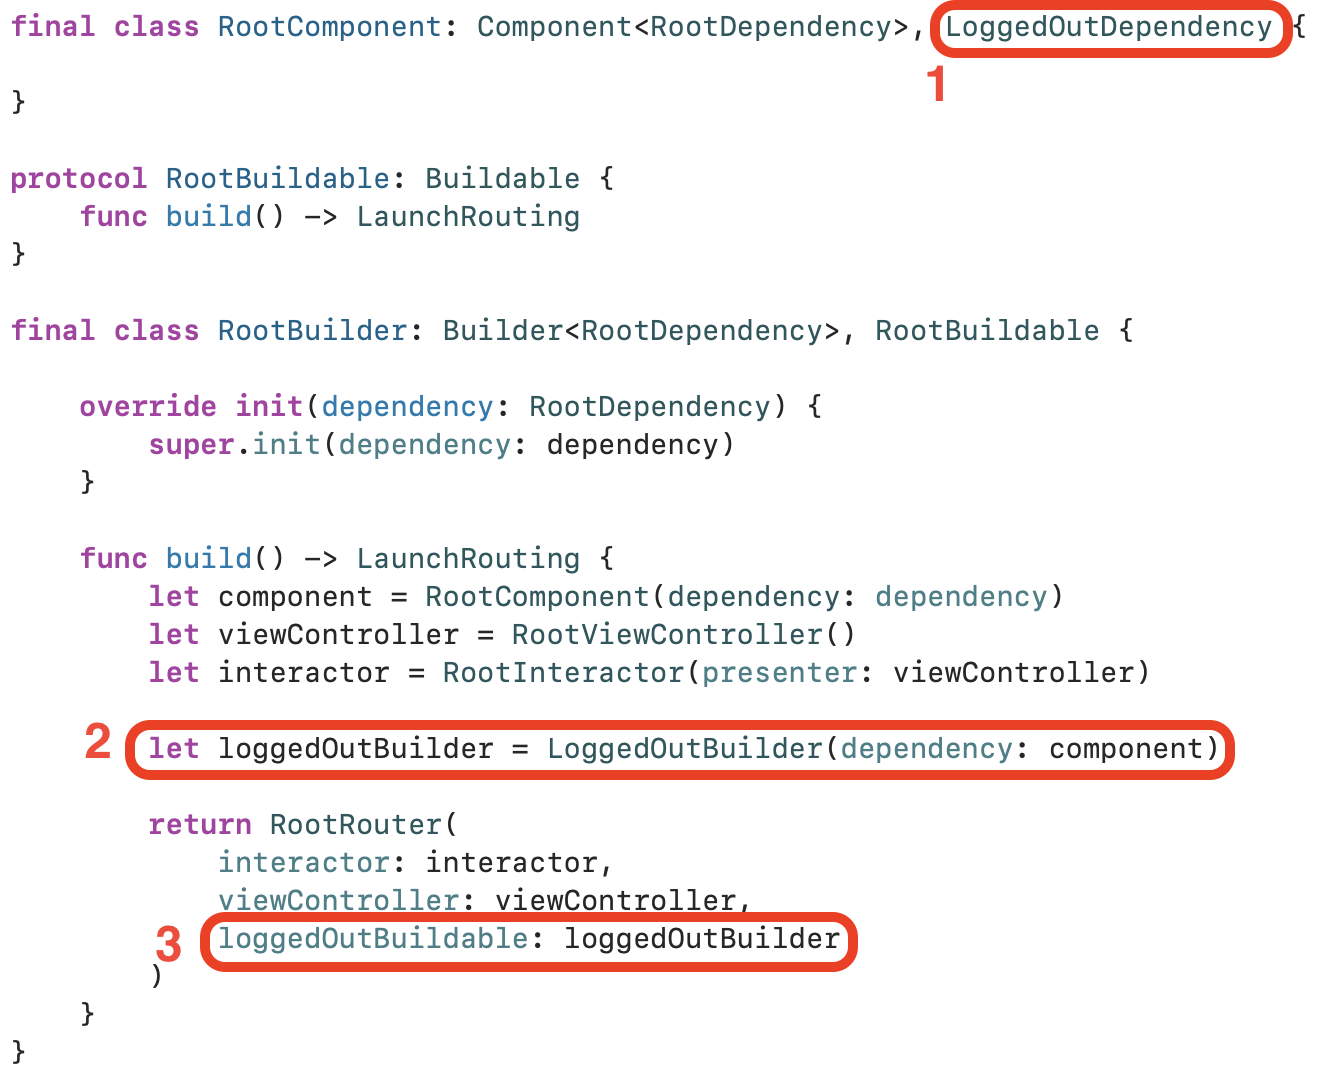 final class RootComponent: Component<RootDependency>, LoggedOutDependency {
1
}
protocol RootBuildable: Buildable {
    func build() -> LaunchRouting
}
final class RootBuilder: Builder<RootDependency>, RootBuildable {
    override init(dependency: RootDependency) {
        super.init(dependency: dependency)
    }
    func build() -> LaunchRouting {
        let component = RootComponent(dependency: dependency)
        let viewController = RootViewController()
        let interactor = RootInteractor(presenter: viewController)
2 let loggedOutBuilder = LoggedOutBuilder(dependency: component)
        return RootRouter(
            interactor: interactor,
            viewController: viewController,
3 loggedOutBuildable: loggedOutBuilder
        )
    }
}